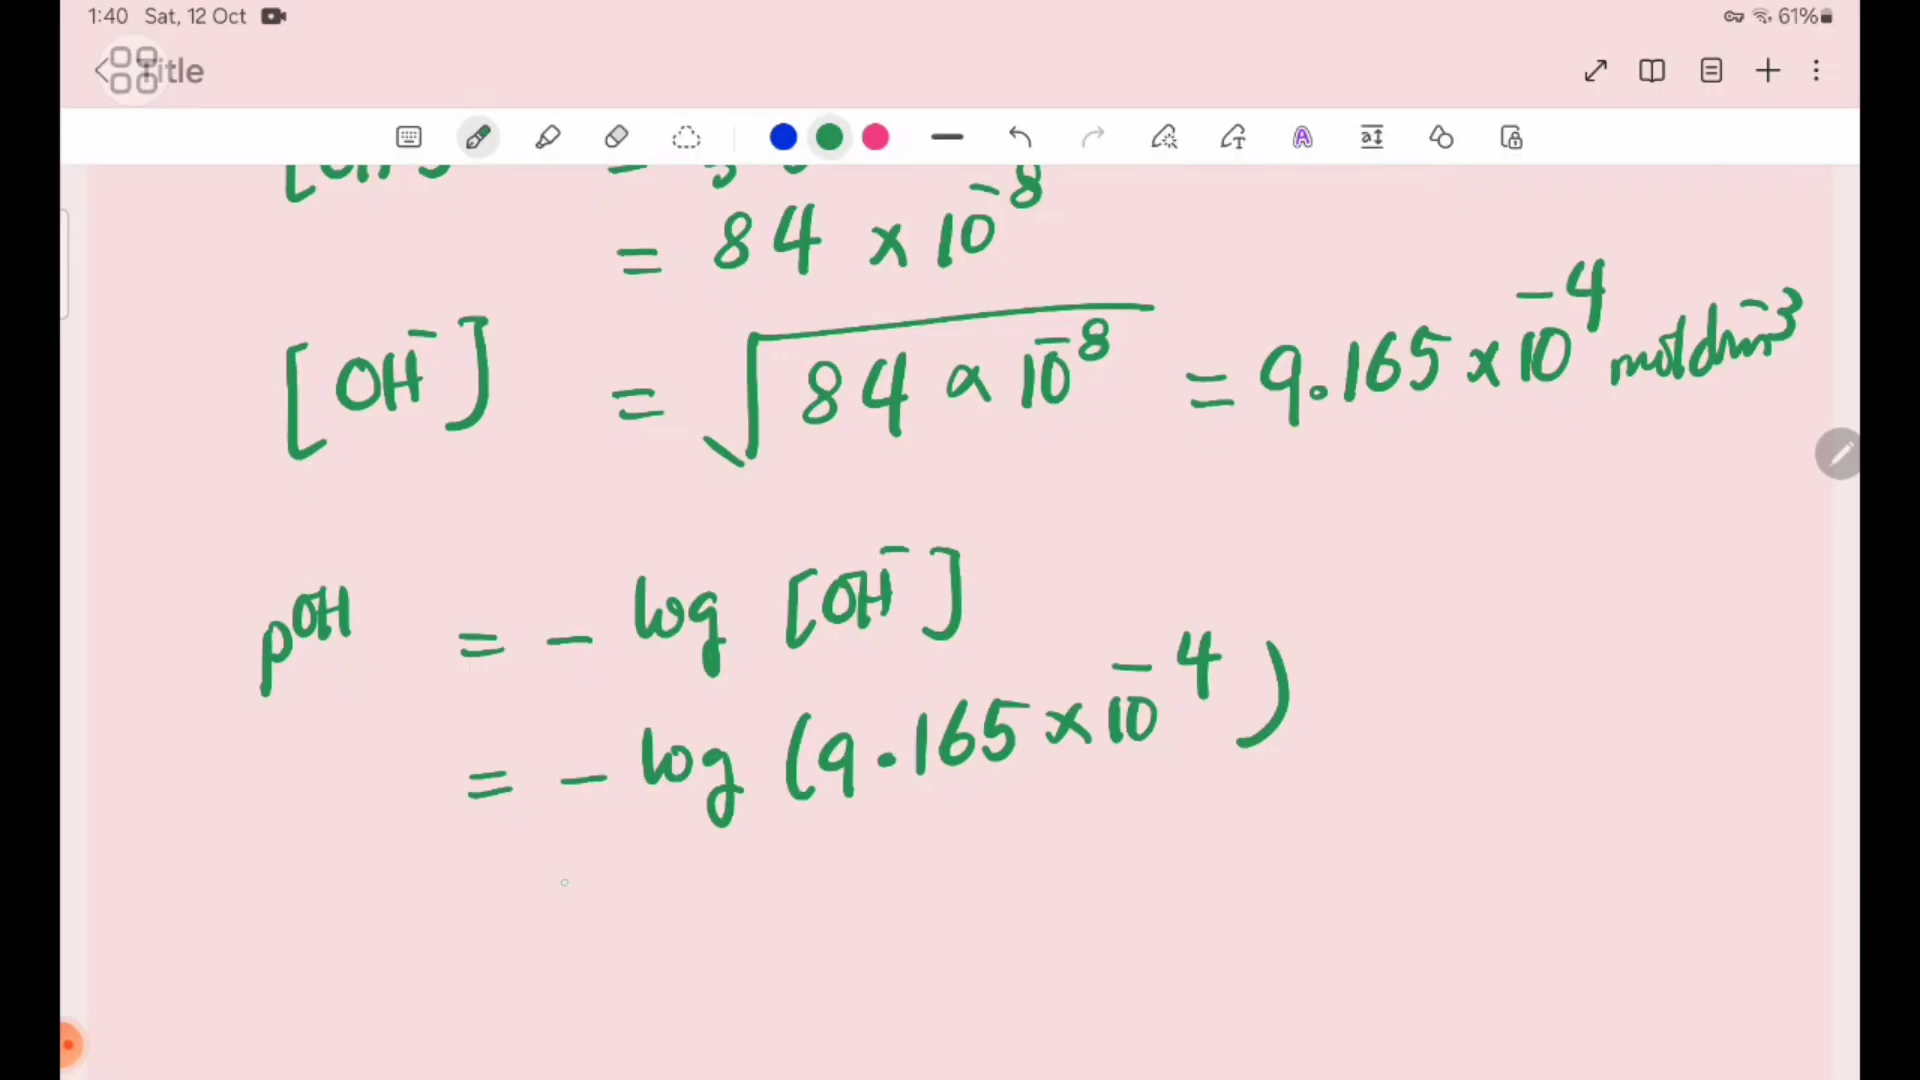 1:40 Sat, 12 Oct
61%
Title
= 84 x 10⁻⁸
[OH⁻] = √84 x 10⁻⁸ = 9.165 x 10⁻⁴ mol dm⁻³
pOH = - log [OH⁻]
= - log (9.165 x 10⁻⁴)